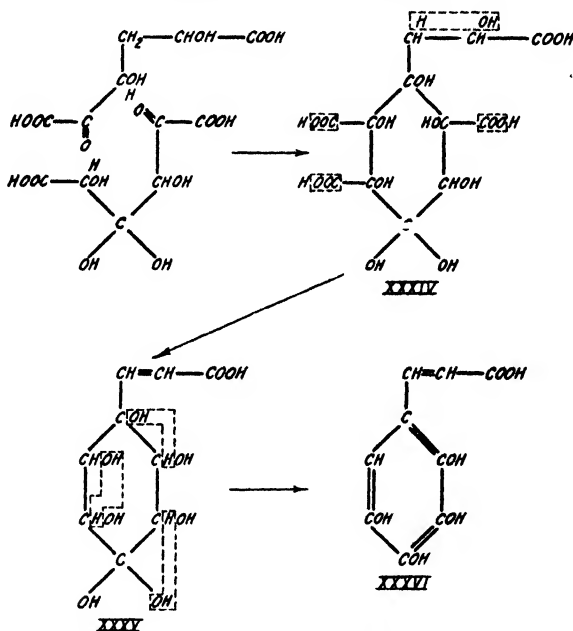 H OH
CH₂—CHOH—COOH CH—CH—COOH
COH COH
H
O
HOOC—C C—COOH HOOC—COH HOC—COOH
O
H
HOOC—COH CHOH HOOC—COH CHOH
C C
OH OH OH OH
XXXIV
CH=CH—COOH CH=CH—COOH
COH C
CHOH CHOH CH COH
CHOH CHOH COH COH
C COH
OH OH XXXVI
XXXV